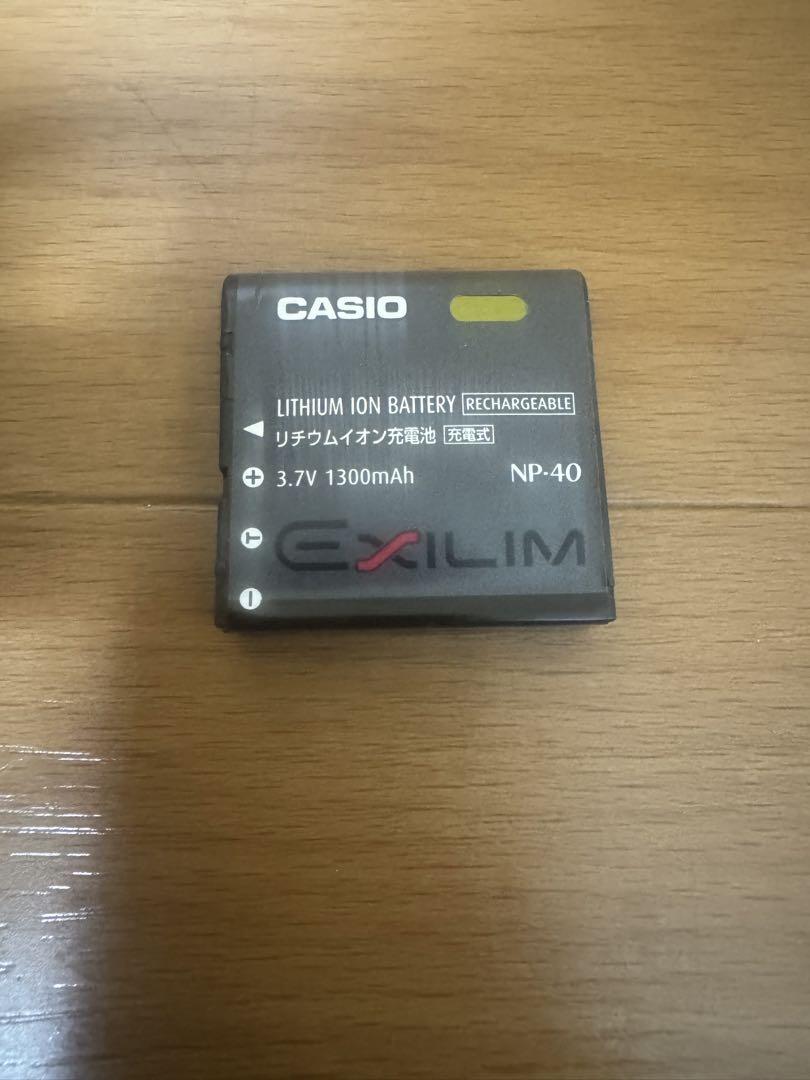 CASIO
LITHIUM ION BATTERY RECHARGEABLE
リチウムイオン充電池 充電式
3.7V 1300mAh NP-40
T
EXILIM